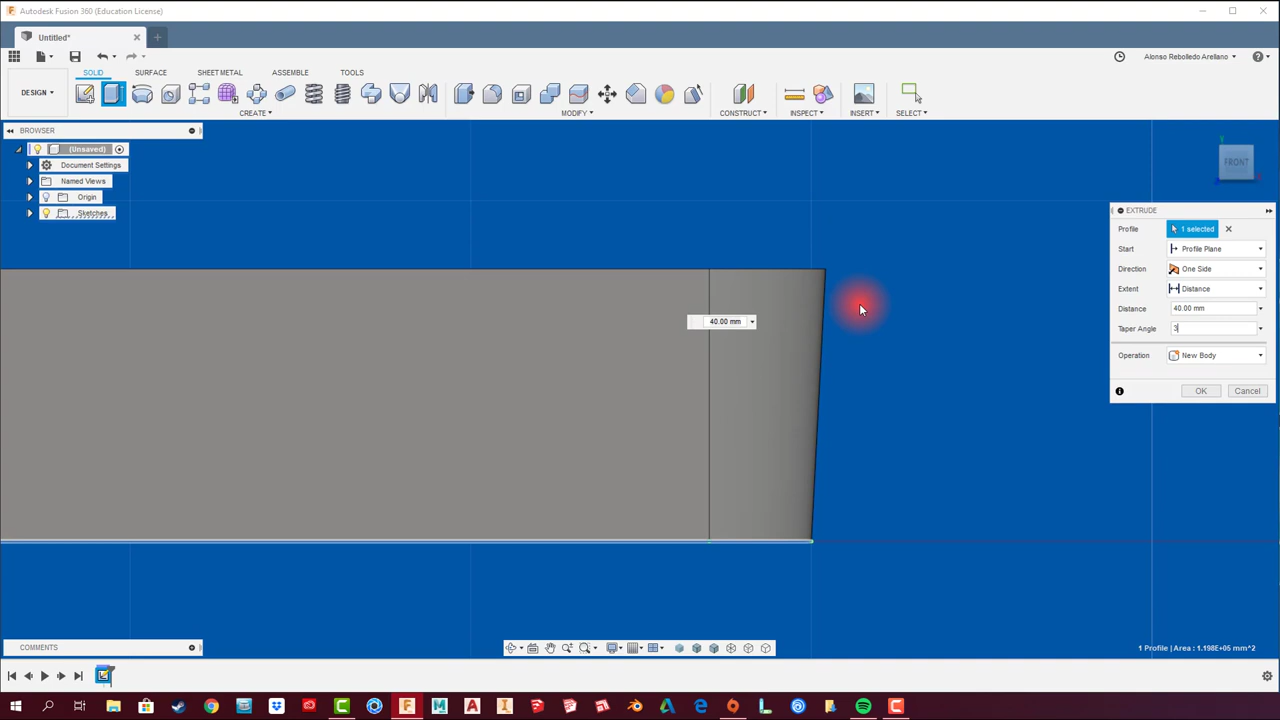 Autodesk Fusion 360 (Education License)
Untitled*
Alonso Rebolledo Arellano
SOLID SURFACE SHEET METAL ASSEMBLE TOOLS
DESIGN
CREATE MODIFY CONSTRUCT INSPECT INSERT SELECT
BROWSER
(Unsaved)
Document Settings
Named Views
Origin
Sketches
FRONT
EXTRUDE
Profile 1 selected
Start Profile Plane
Direction One Side
Extent Distance
Distance 40.00 mm
Taper Angle 3
Operation New Body
OK Cancel
40.00 mm
COMMENTS
1 Profile | Area : 1.198E+05 mm^2